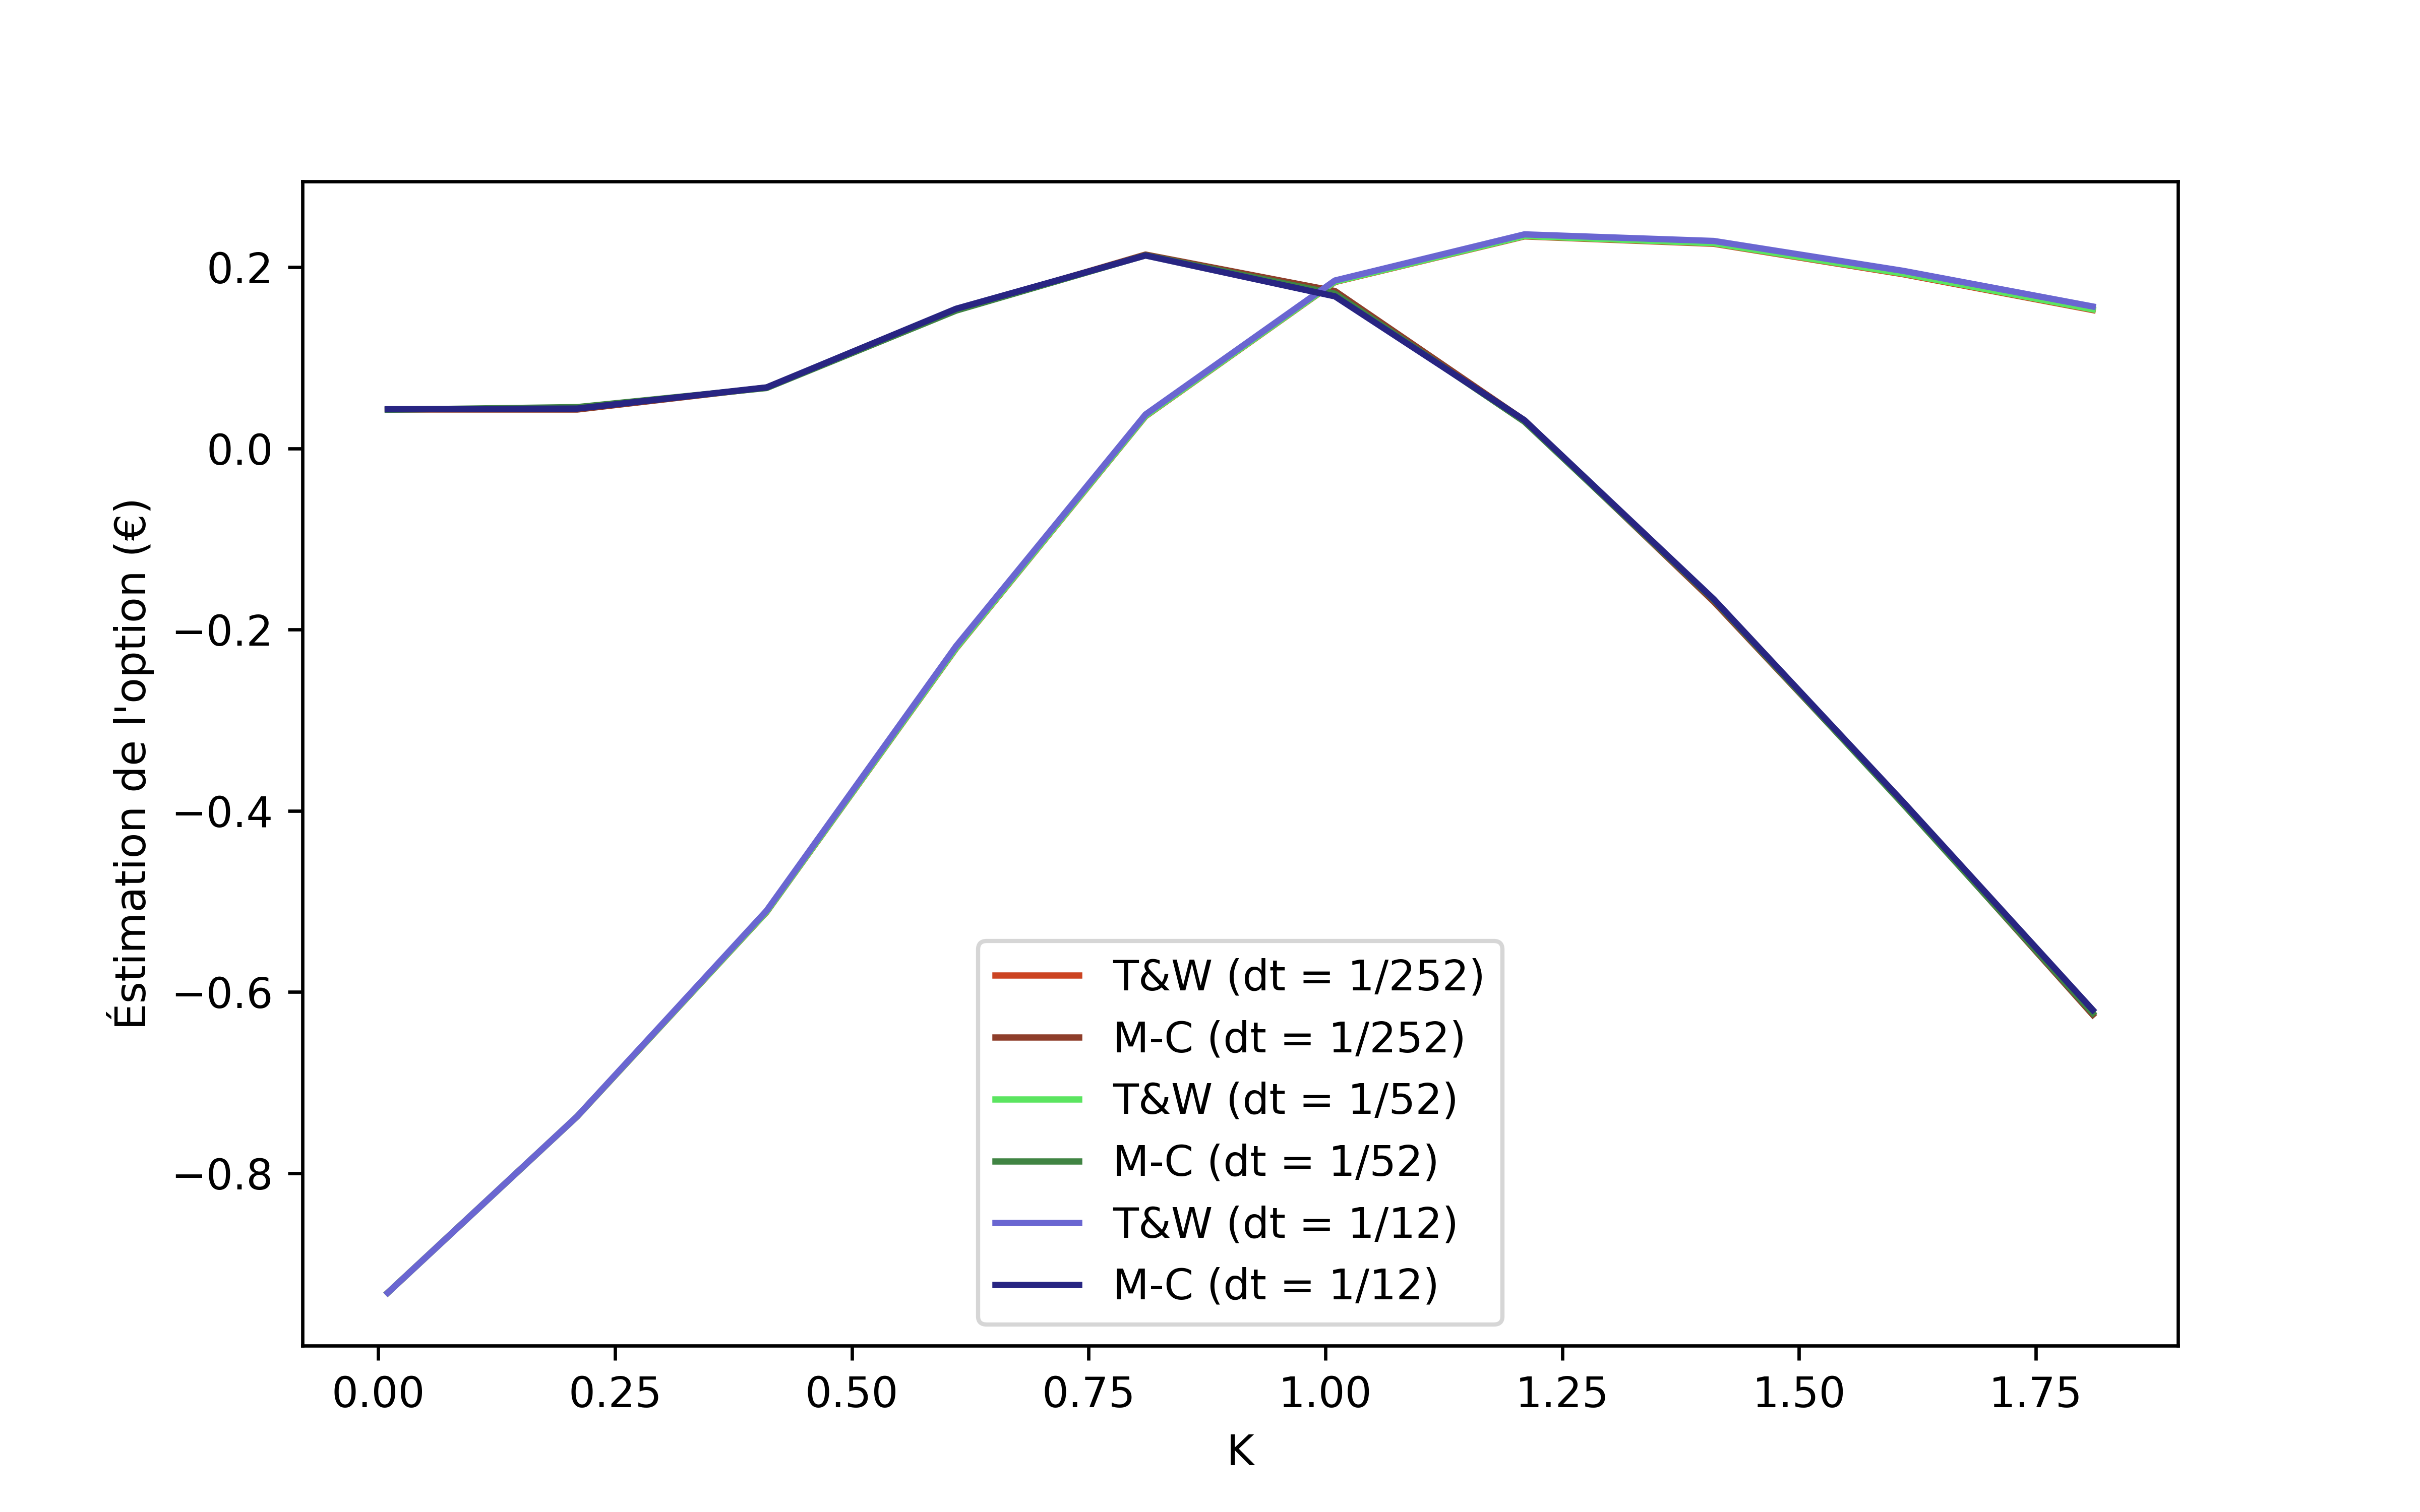 0.2
0.0
−0.2
−0.4
−0.6
−0.8
Éstimation de l'option (€)
T&W (dt = 1/252)
M-C (dt = 1/252)
T&W (dt = 1/52)
M-C (dt = 1/52)
T&W (dt = 1/12)
M-C (dt = 1/12)
0.00 0.25 0.50 0.75 1.00 1.25 1.50 1.75
K